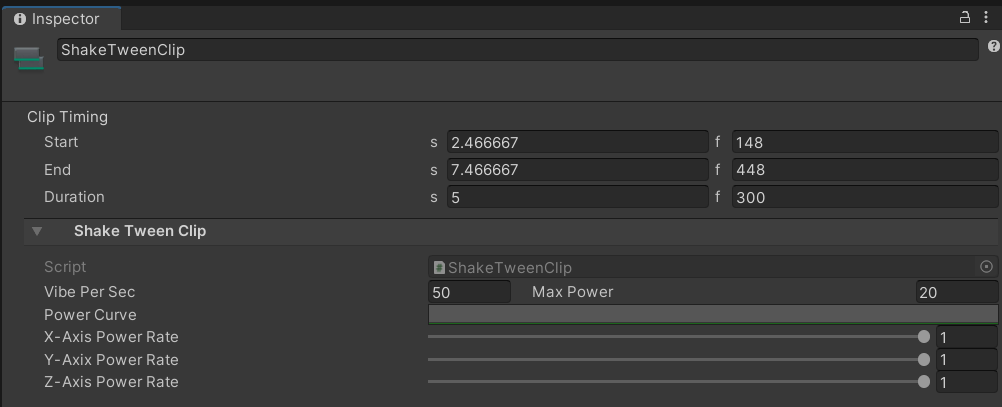 Inspector
ShakeTweenClip
Clip Timing
Start s 2.466667 f 148
End s 7.466667 f 448
Duration s 5 f 300
Shake Tween Clip
Script # ShakeTweenClip
Vibe Per Sec 50 Max Power 20
Power Curve
X-Axis Power Rate 1
Y-Axix Power Rate 1
Z-Axis Power Rate 1